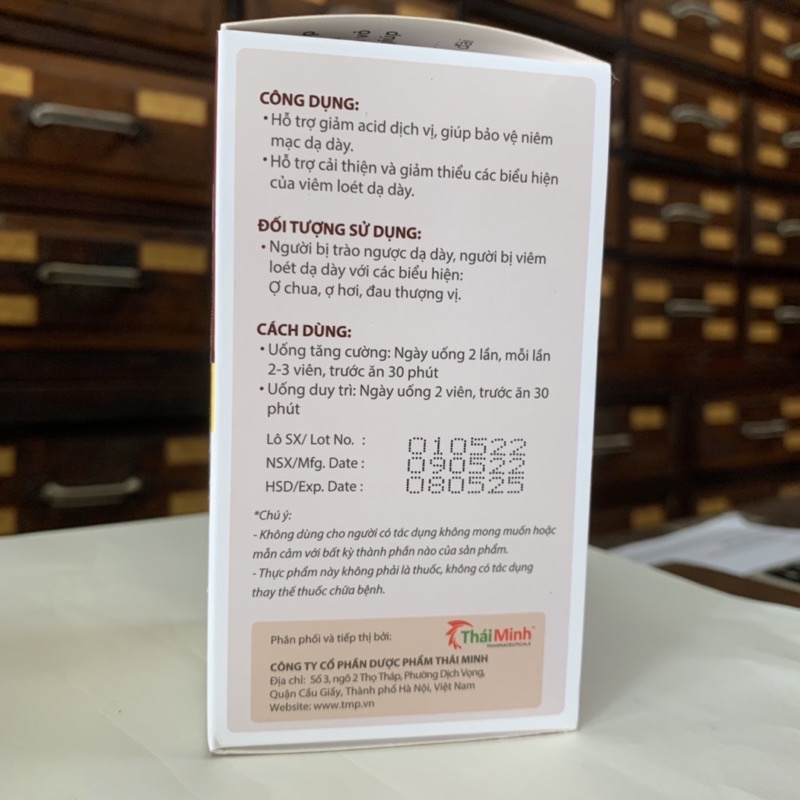 CÔNG DỤNG:
• Hỗ trợ giảm acid dịch vị, giúp bảo vệ niêm
mạc dạ dày.
• Hỗ trợ cải thiện và giảm thiểu các biểu hiện
của viêm loét dạ dày.
ĐỐI TƯỢNG SỬ DỤNG:
• Người bị trào ngược dạ dày, người bị viêm
loét dạ dày với các biểu hiện:
Ợ chua, ợ hơi, đau thượng vị.
CÁCH DÙNG:
• Uống tăng cường: Ngày uống 2 lần, mỗi lần
2-3 viên, trước ăn 30 phút
• Uống duy trì: Ngày uống 2 viên, trước ăn 30
phút
Lô SX/ Lot No. : 010522
NSX/Mfg. Date : 090522
HSD/Exp. Date : 080525
*Chú ý:
- Không dùng cho người có tác dụng không mong muốn hoặc
mẫn cảm với bất kỳ thành phần nào của sản phẩm.
- Thực phẩm này không phải là thuốc, không có tác dụng
thay thế thuốc chữa bệnh.
Phân phối và tiếp thị bởi: Thái Minh
PHARMACEUTICALS
CÔNG TY CỔ PHẦN DƯỢC PHẨM THÁI MINH
Địa chỉ: Số 3, ngõ 2 Thọ Tháp, Phường Dịch Vọng,
Quận Cầu Giấy, Thành phố Hà Nội, Việt Nam
Website: www.tmp.vn